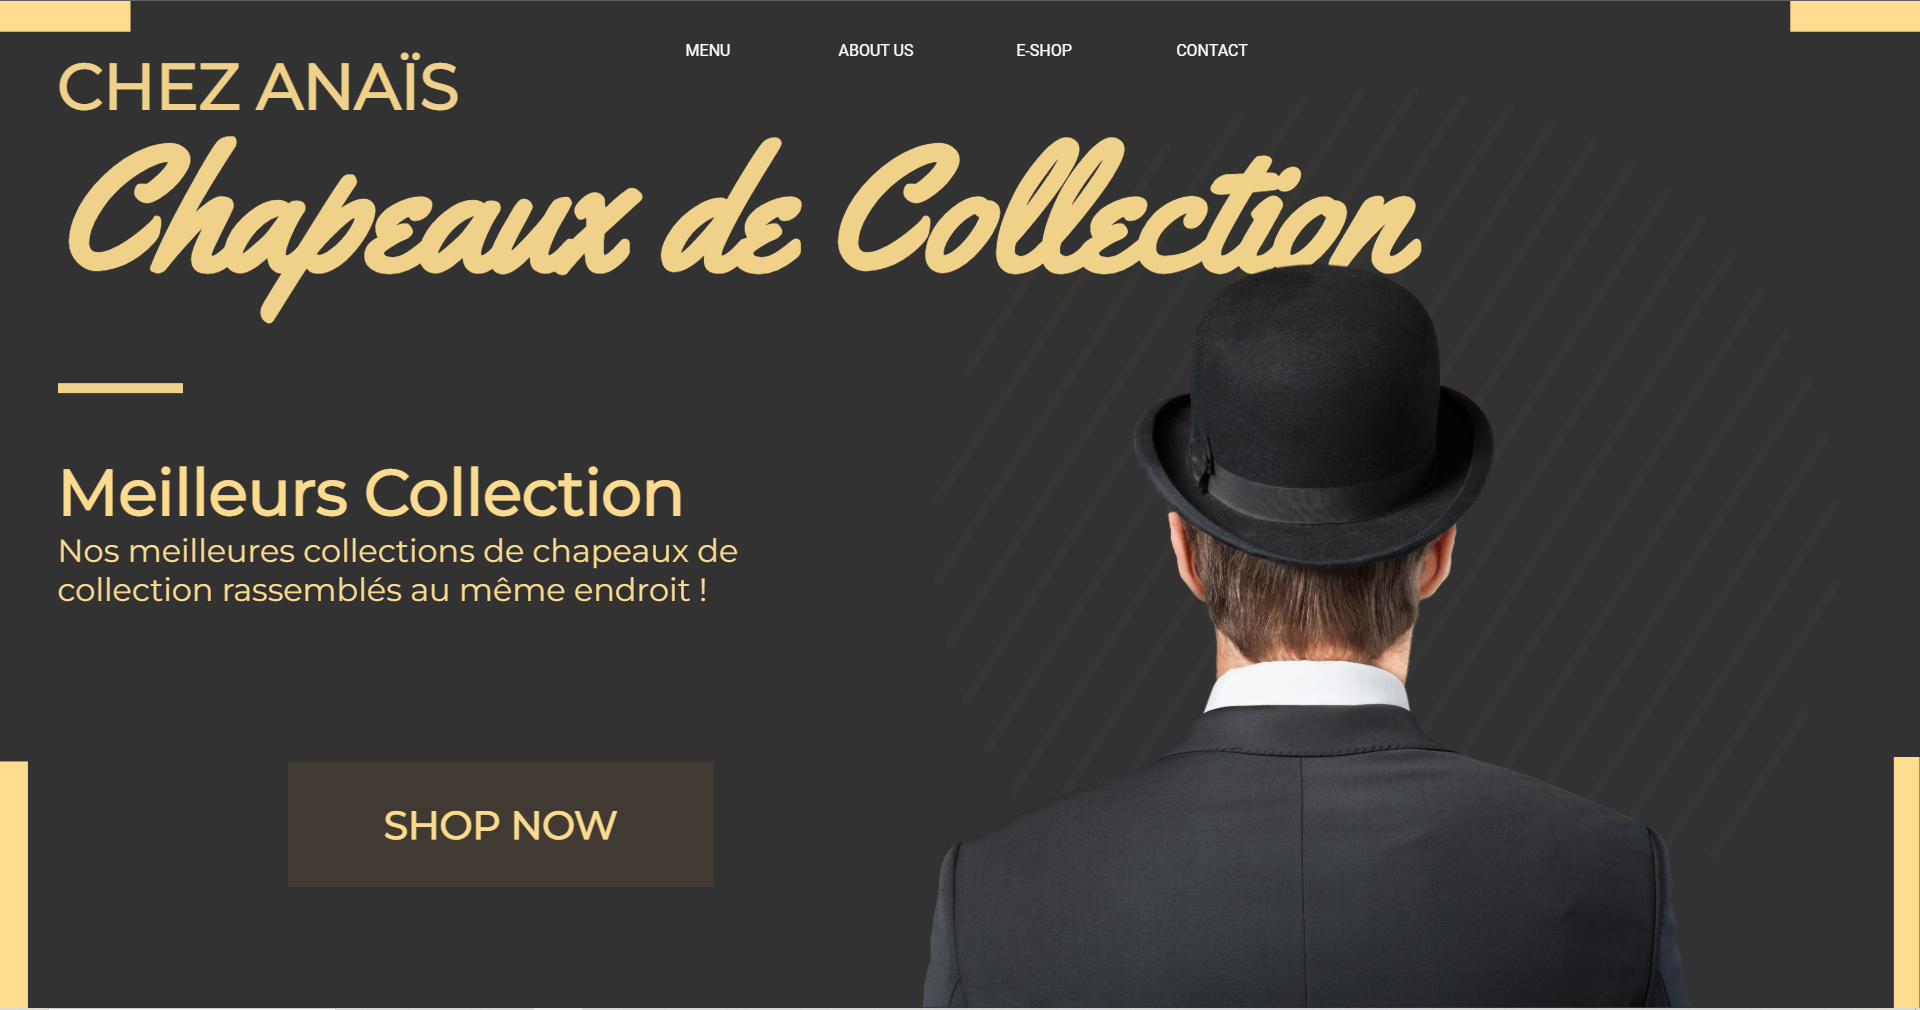 MENU
ABOUT US
E-SHOP
CONTACT
CHEZ ANAÏS
Chapeaux de Collection
Meilleurs Collection
Nos meilleures collections de chapeaux de
collection rassemblés au même endroit !
SHOP NOW